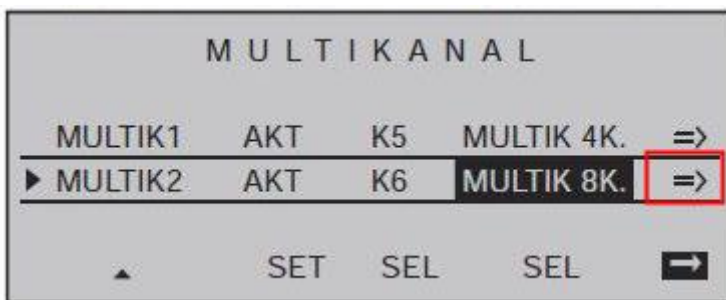 MULTIKANAL
MULTIK1 AKT K5 MULTIK 4K. =>
▶ MULTIK2 AKT K6 MULTIK 8K. =>
▲ SET SEL SEL →